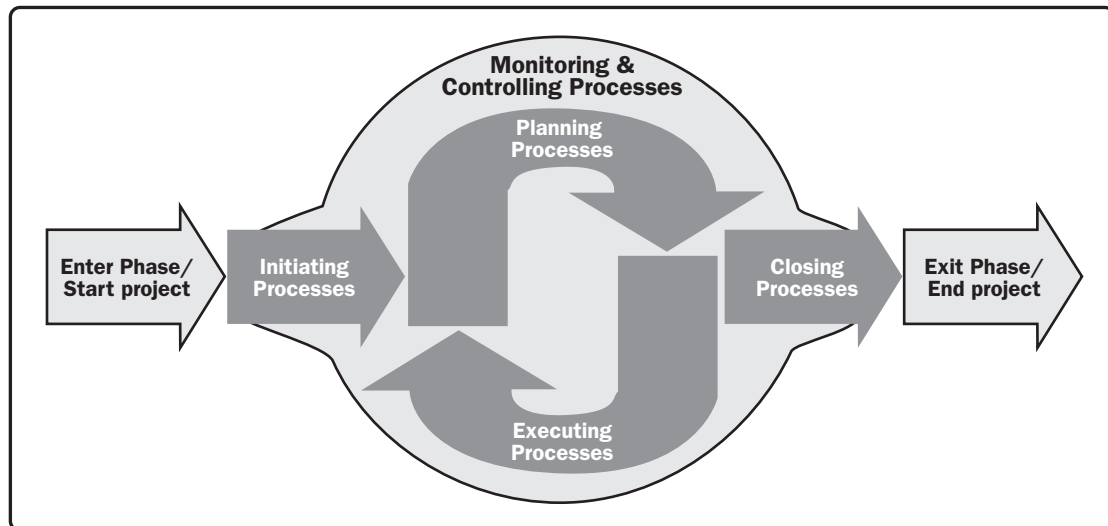 Monitoring &
Controlling Processes
Planning
Processes
Enter Phase/
Start project
Initiating
Processes
Closing
Processes
Exit Phase/
End project
Executing
Processes